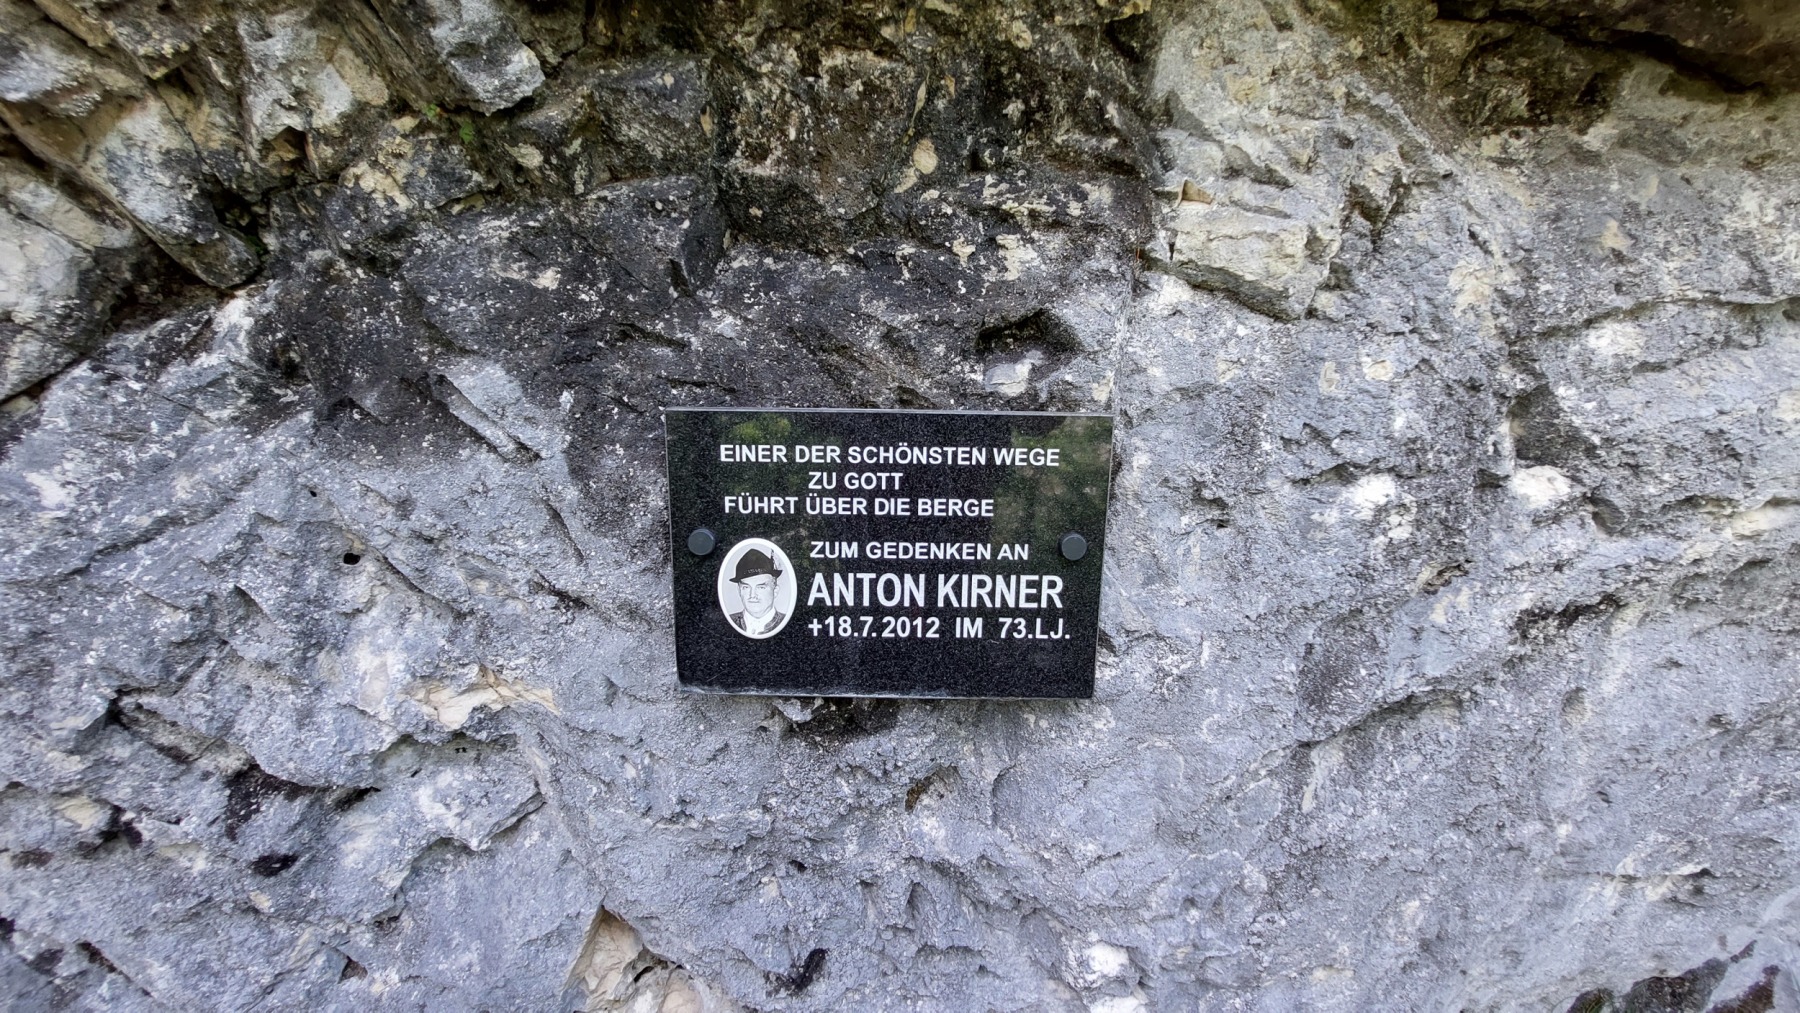 EINER DER SCHÖNSTEN WEGE
ZU GOTT
FÜHRT ÜBER DIE BERGE
ZUM GEDENKEN AN
ANTON KIRNER
+18.7.2012 IM 73.LJ.